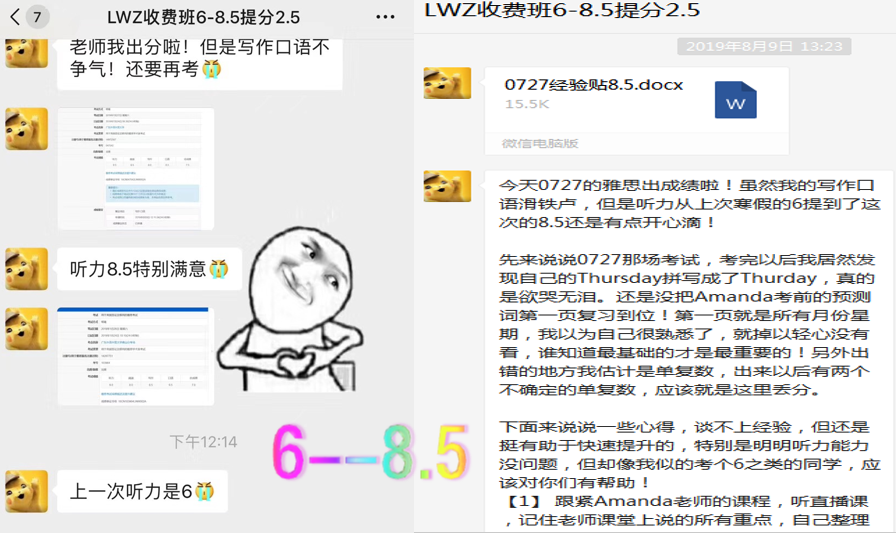 7
LWZ收费班6-8.5提分2.5
老师我出分啦！但是写作口语不
争气！还要再考
听力8.5特别满意
下午12:14
6--8.5
上一次听力是6
LWZ收费班6-8.5提分2.5
2019年8月9日 13:23
0727经验贴8.5.docx
15.5K
W
微信电脑版
今天0727的雅思出成绩啦！虽然我的写作口
语滑铁卢，但是听力从上次寒假的6提到了这
次的8.5还是有点开心滴！
先来说说0727那场考试，考完以后我居然发
现自己的Thursday拼写成了Thurday，真的
是欲哭无泪。还是没把Amanda考前的预测
词第一页复习到位！第一页就是所有月份星
期，我以为自己很熟悉了，就掉以轻心没有
看，谁知道最基础的才是最重要的！另外出
错的地方我估计是单复数，出来以后有两个
不确定的单复数，应该就是这里丢分。
下面来说说一些心得，谈不上经验，但还是
挺有助于快速提升的，特别是明明听力能力
没问题，但却像我似的考个6之类的同学，应
该对你们有帮助！
【1】 跟紧Amanda老师的课程，听直播课
，记住老师课堂上说的所有重点，自己整理